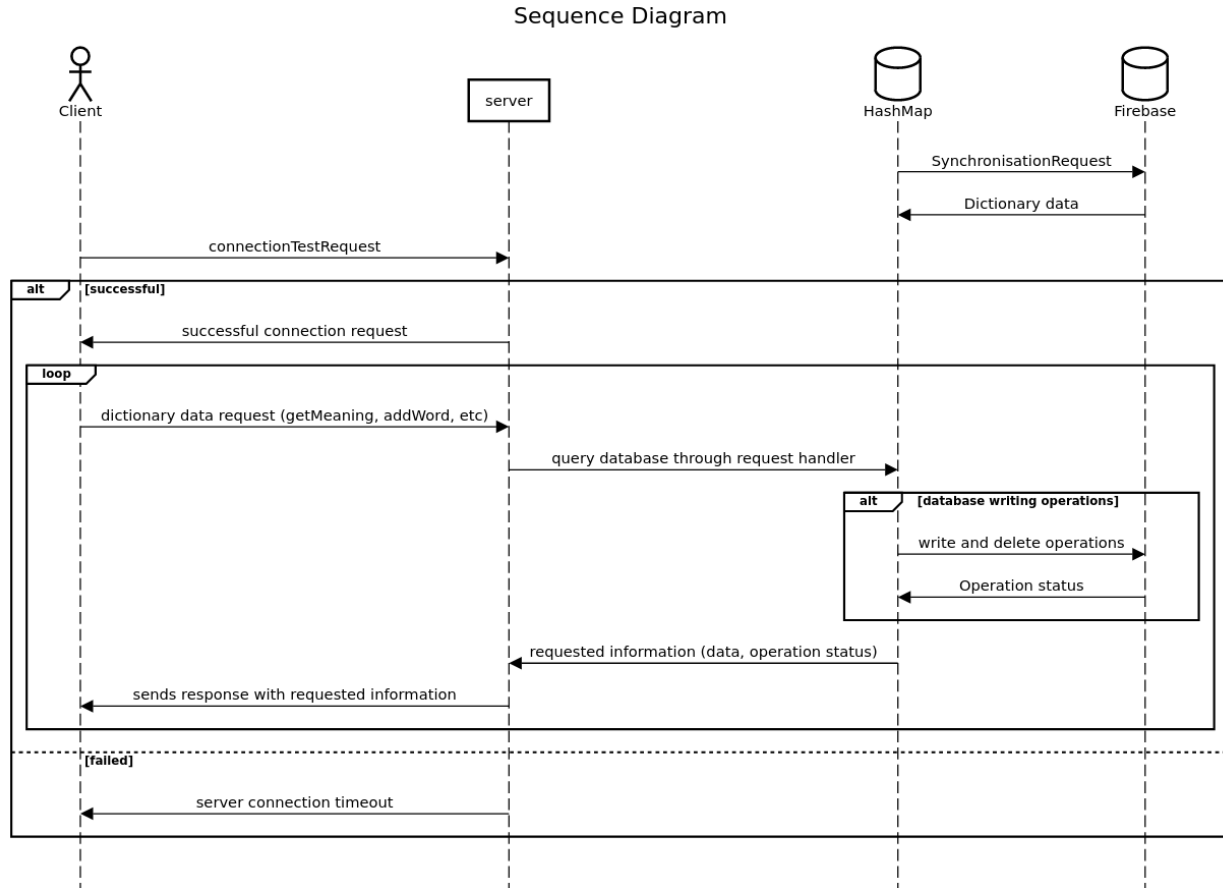 Sequence Diagram
Client
server
HashMap
Firebase
SynchronisationRequest
Dictionary data
connectionTestRequest
alt
[successful]
successful connection request
loop
dictionary data request (getMeaning, addWord, etc)
query database through request handler
alt
[database writing operations]
write and delete operations
Operation status
requested information (data, operation status)
sends response with requested information
[failed]
server connection timeout